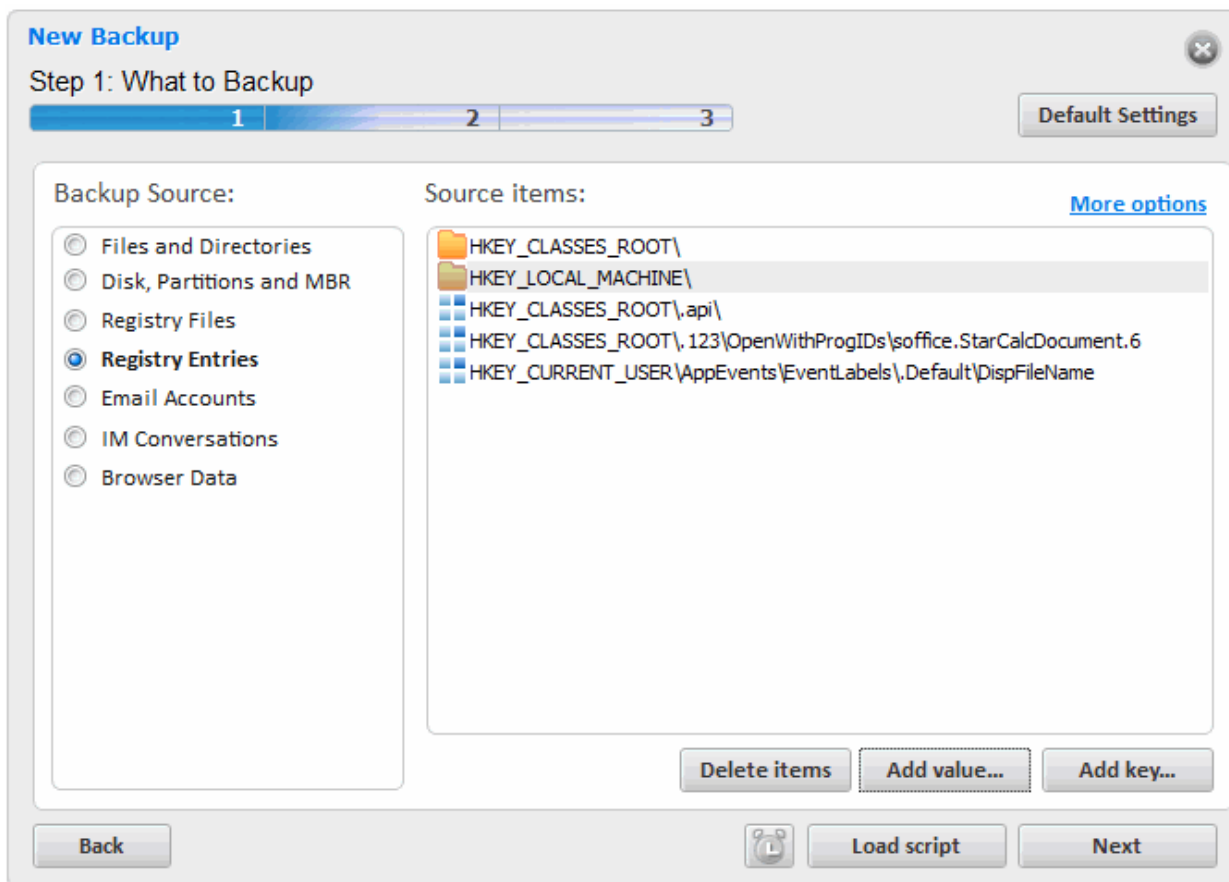 New Backup
Step 1: What to Backup
1 2 3
Default Settings
Backup Source:
Files and Directories
Disk, Partitions and MBR
Registry Files
Registry Entries
Email Accounts
IM Conversations
Browser Data
Source items:
More options
HKEY_CLASSES_ROOT\
HKEY_LOCAL_MACHINE\
HKEY_CLASSES_ROOT\.api\
HKEY_CLASSES_ROOT\.123\OpenWithProgIDs\soffice.StarCalcDocument.6
HKEY_CURRENT_USER\AppEvents\EventLabels\.Default\DispFileName
Delete items
Add value...
Add key...
Back
Load script
Next